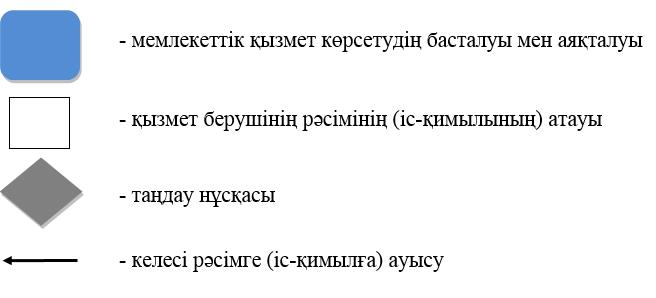 - мемлекеттік қызмет көрсетудің басталуы мен аяқталуы
- қызмет берушінің рәсімінің (іс-қимылының) атауы
- таңдау нұсқасы
- келесі рәсімге (іс-қимылға) ауысу